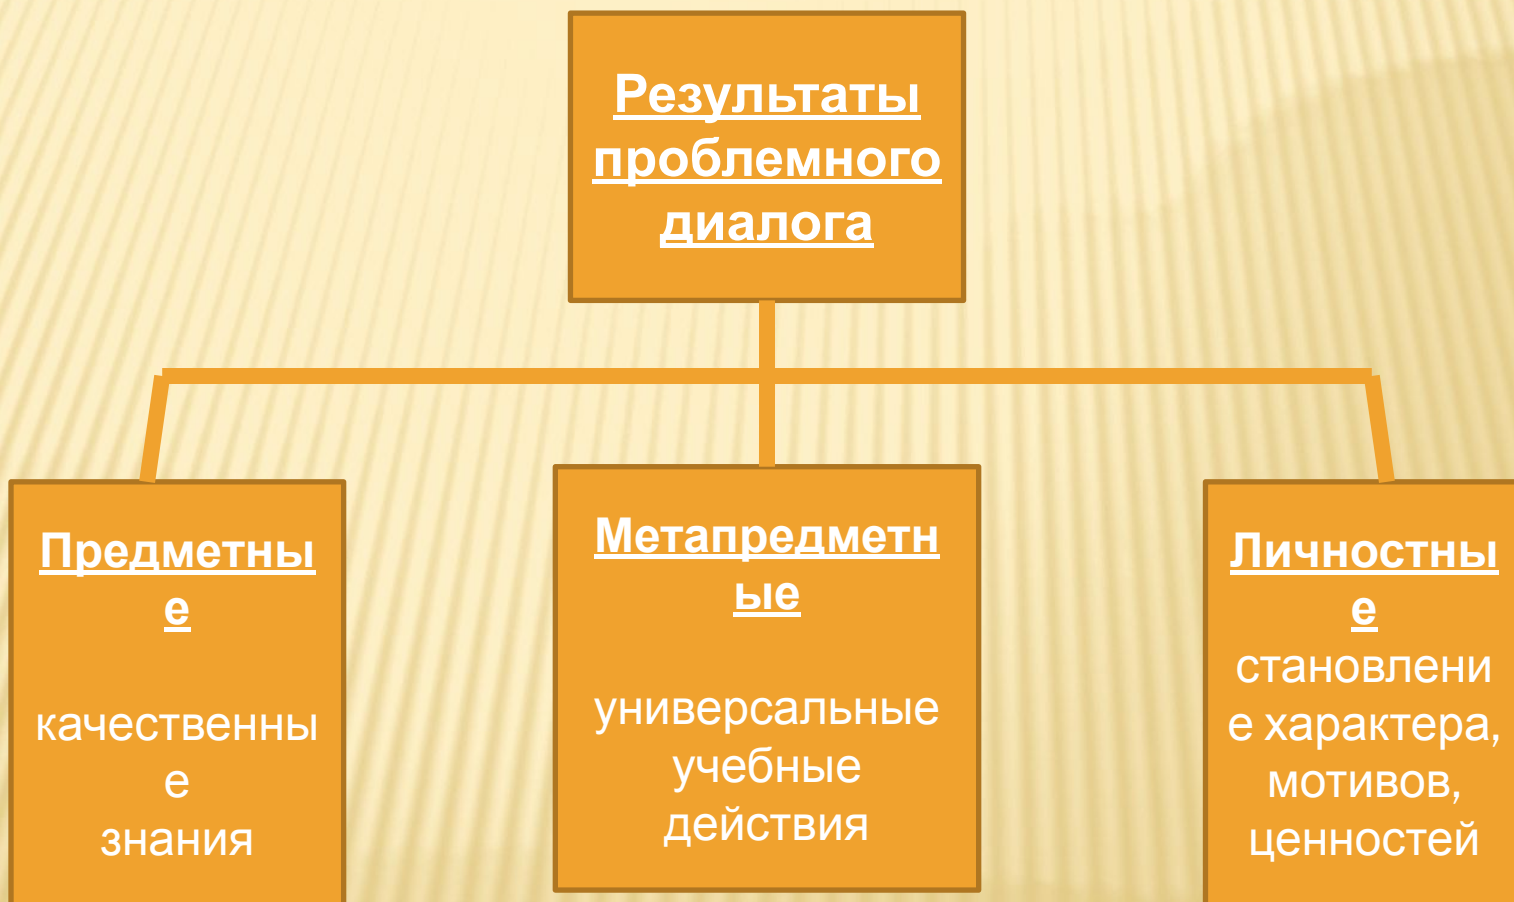 Результаты
проблемного
диалога
Предметны
е
качественны
е
знания
Метапредметн
ые
универсальные
учебные
действия
Личностны
е
становлени
е характера,
мотивов,
ценностей